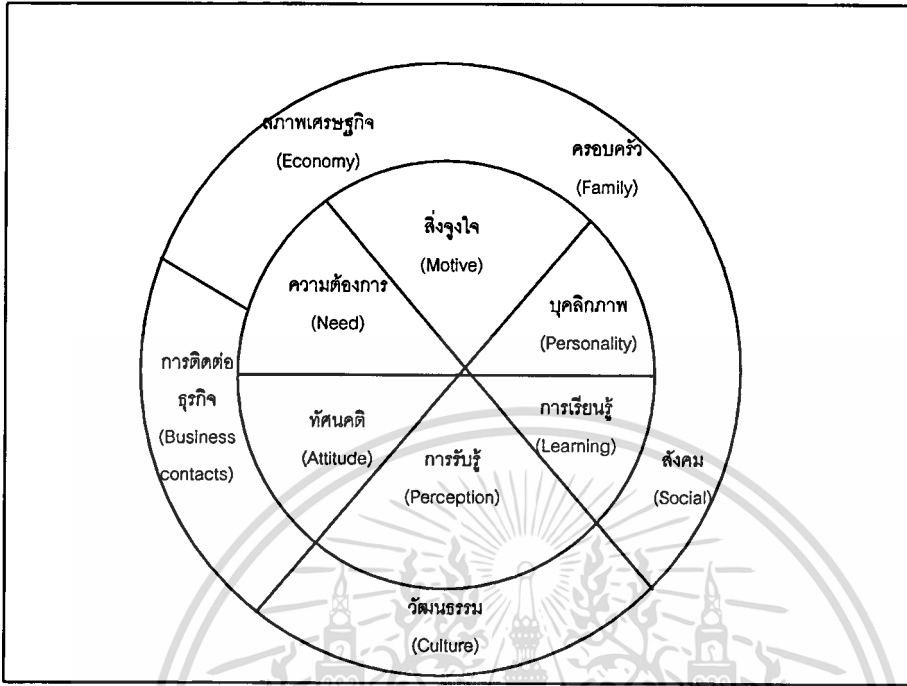 สภาพเศรษฐกิจ
(Economy)
ครอบครัว
(Family)
สิ่งจูงใจ
(Motive)
ความต้องการ
(Need)
บุคลิกภาพ
(Personality)
การติดต่อ
ธุรกิจ
(Business
contacts)
ทัศนคติ
(Attitude)
การรับรู้
(Perception)
การเรียนรู้
(Learning)
สังคม
(Social)
วัฒนธรรม
(Culture)